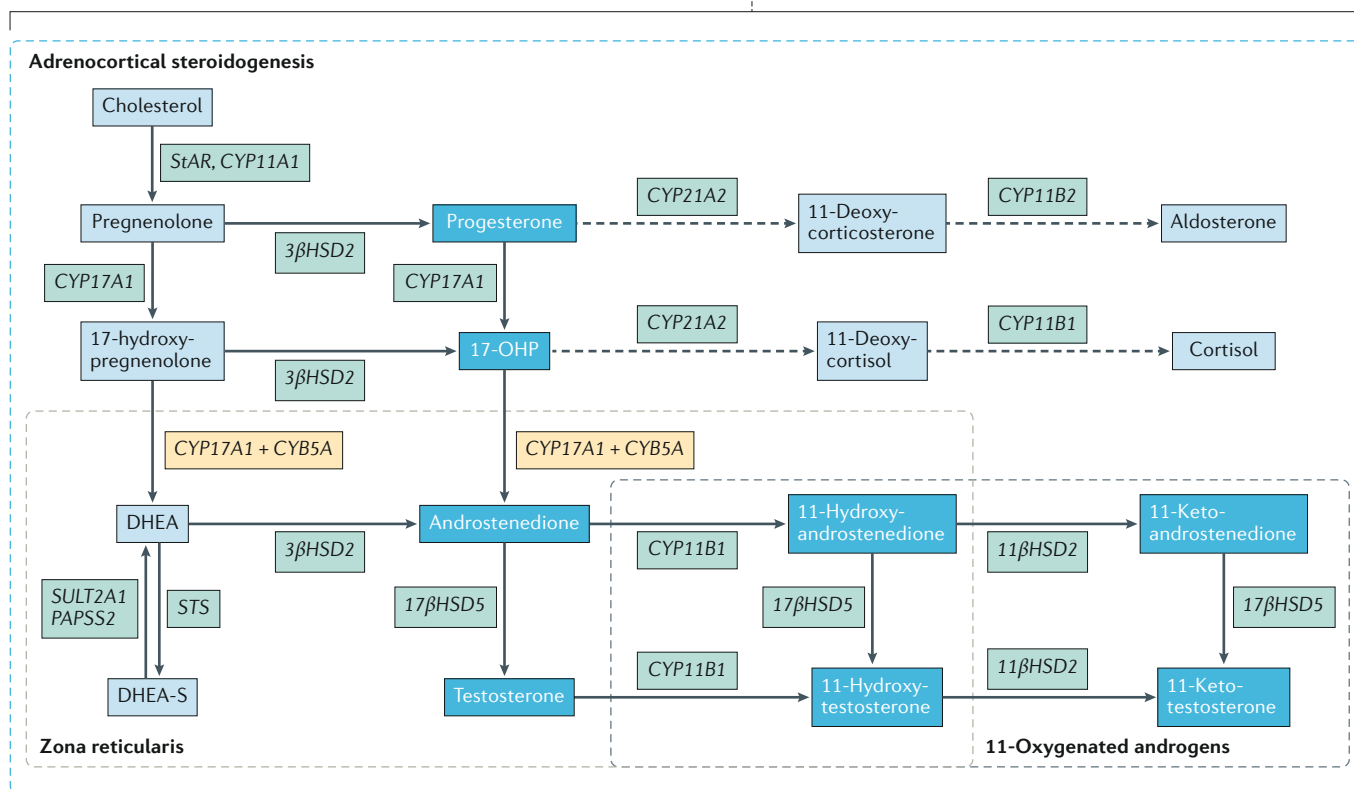 Adrenocortical steroidogenesis
Cholesterol
StAR, CYP11A1
CYP21A2
CYP11B2
Pregnenolone
Progesterone
11-Deoxy-
corticosterone
Aldosterone
3βHSD2
CYP17A1
CYP17A1
CYP21A2
CYP11B1
17-hydroxy-
pregnenolone
17-OHP
11-Deoxy-
cortisol
Cortisol
3βHSD2
CYP17A1 + CYB5A
CYP17A1 + CYB5A
DHEA
Androstenedione
11-Hydroxy-
androstenedione
11-Keto-
androstenedione
3βHSD2
CYP11B1
11βHSD2
SULT2A1
PAPSS2
STS
17βHSD5
17βHSD5
17βHSD5
CYP11B1
11βHSD2
DHEA-S
Testosterone
11-Hydroxy-
testosterone
11-Keto-
testosterone
Zona reticularis
11-Oxygenated androgens